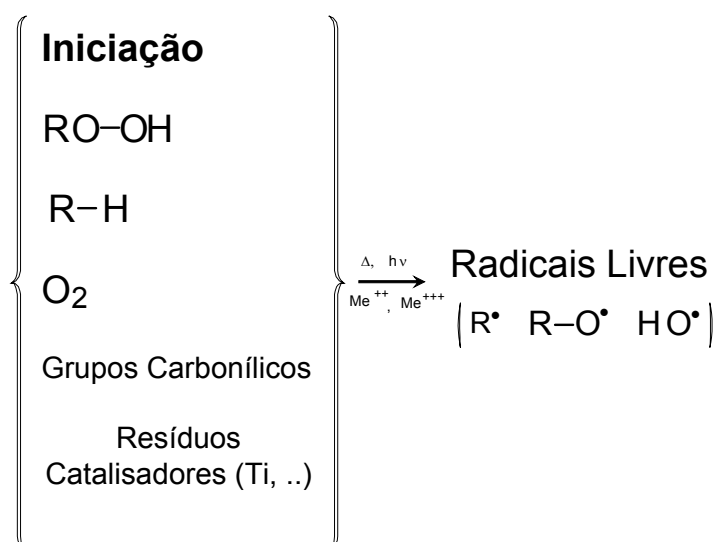 Iniciação
RO–OH
R–H
O₂
Grupos Carbonílicos
Resíduos
Catalisadores (Ti, ..)
Δ, hν
Me⁺⁺, Me⁺⁺⁺
Radicais Livres
(R• R–O• HO•)